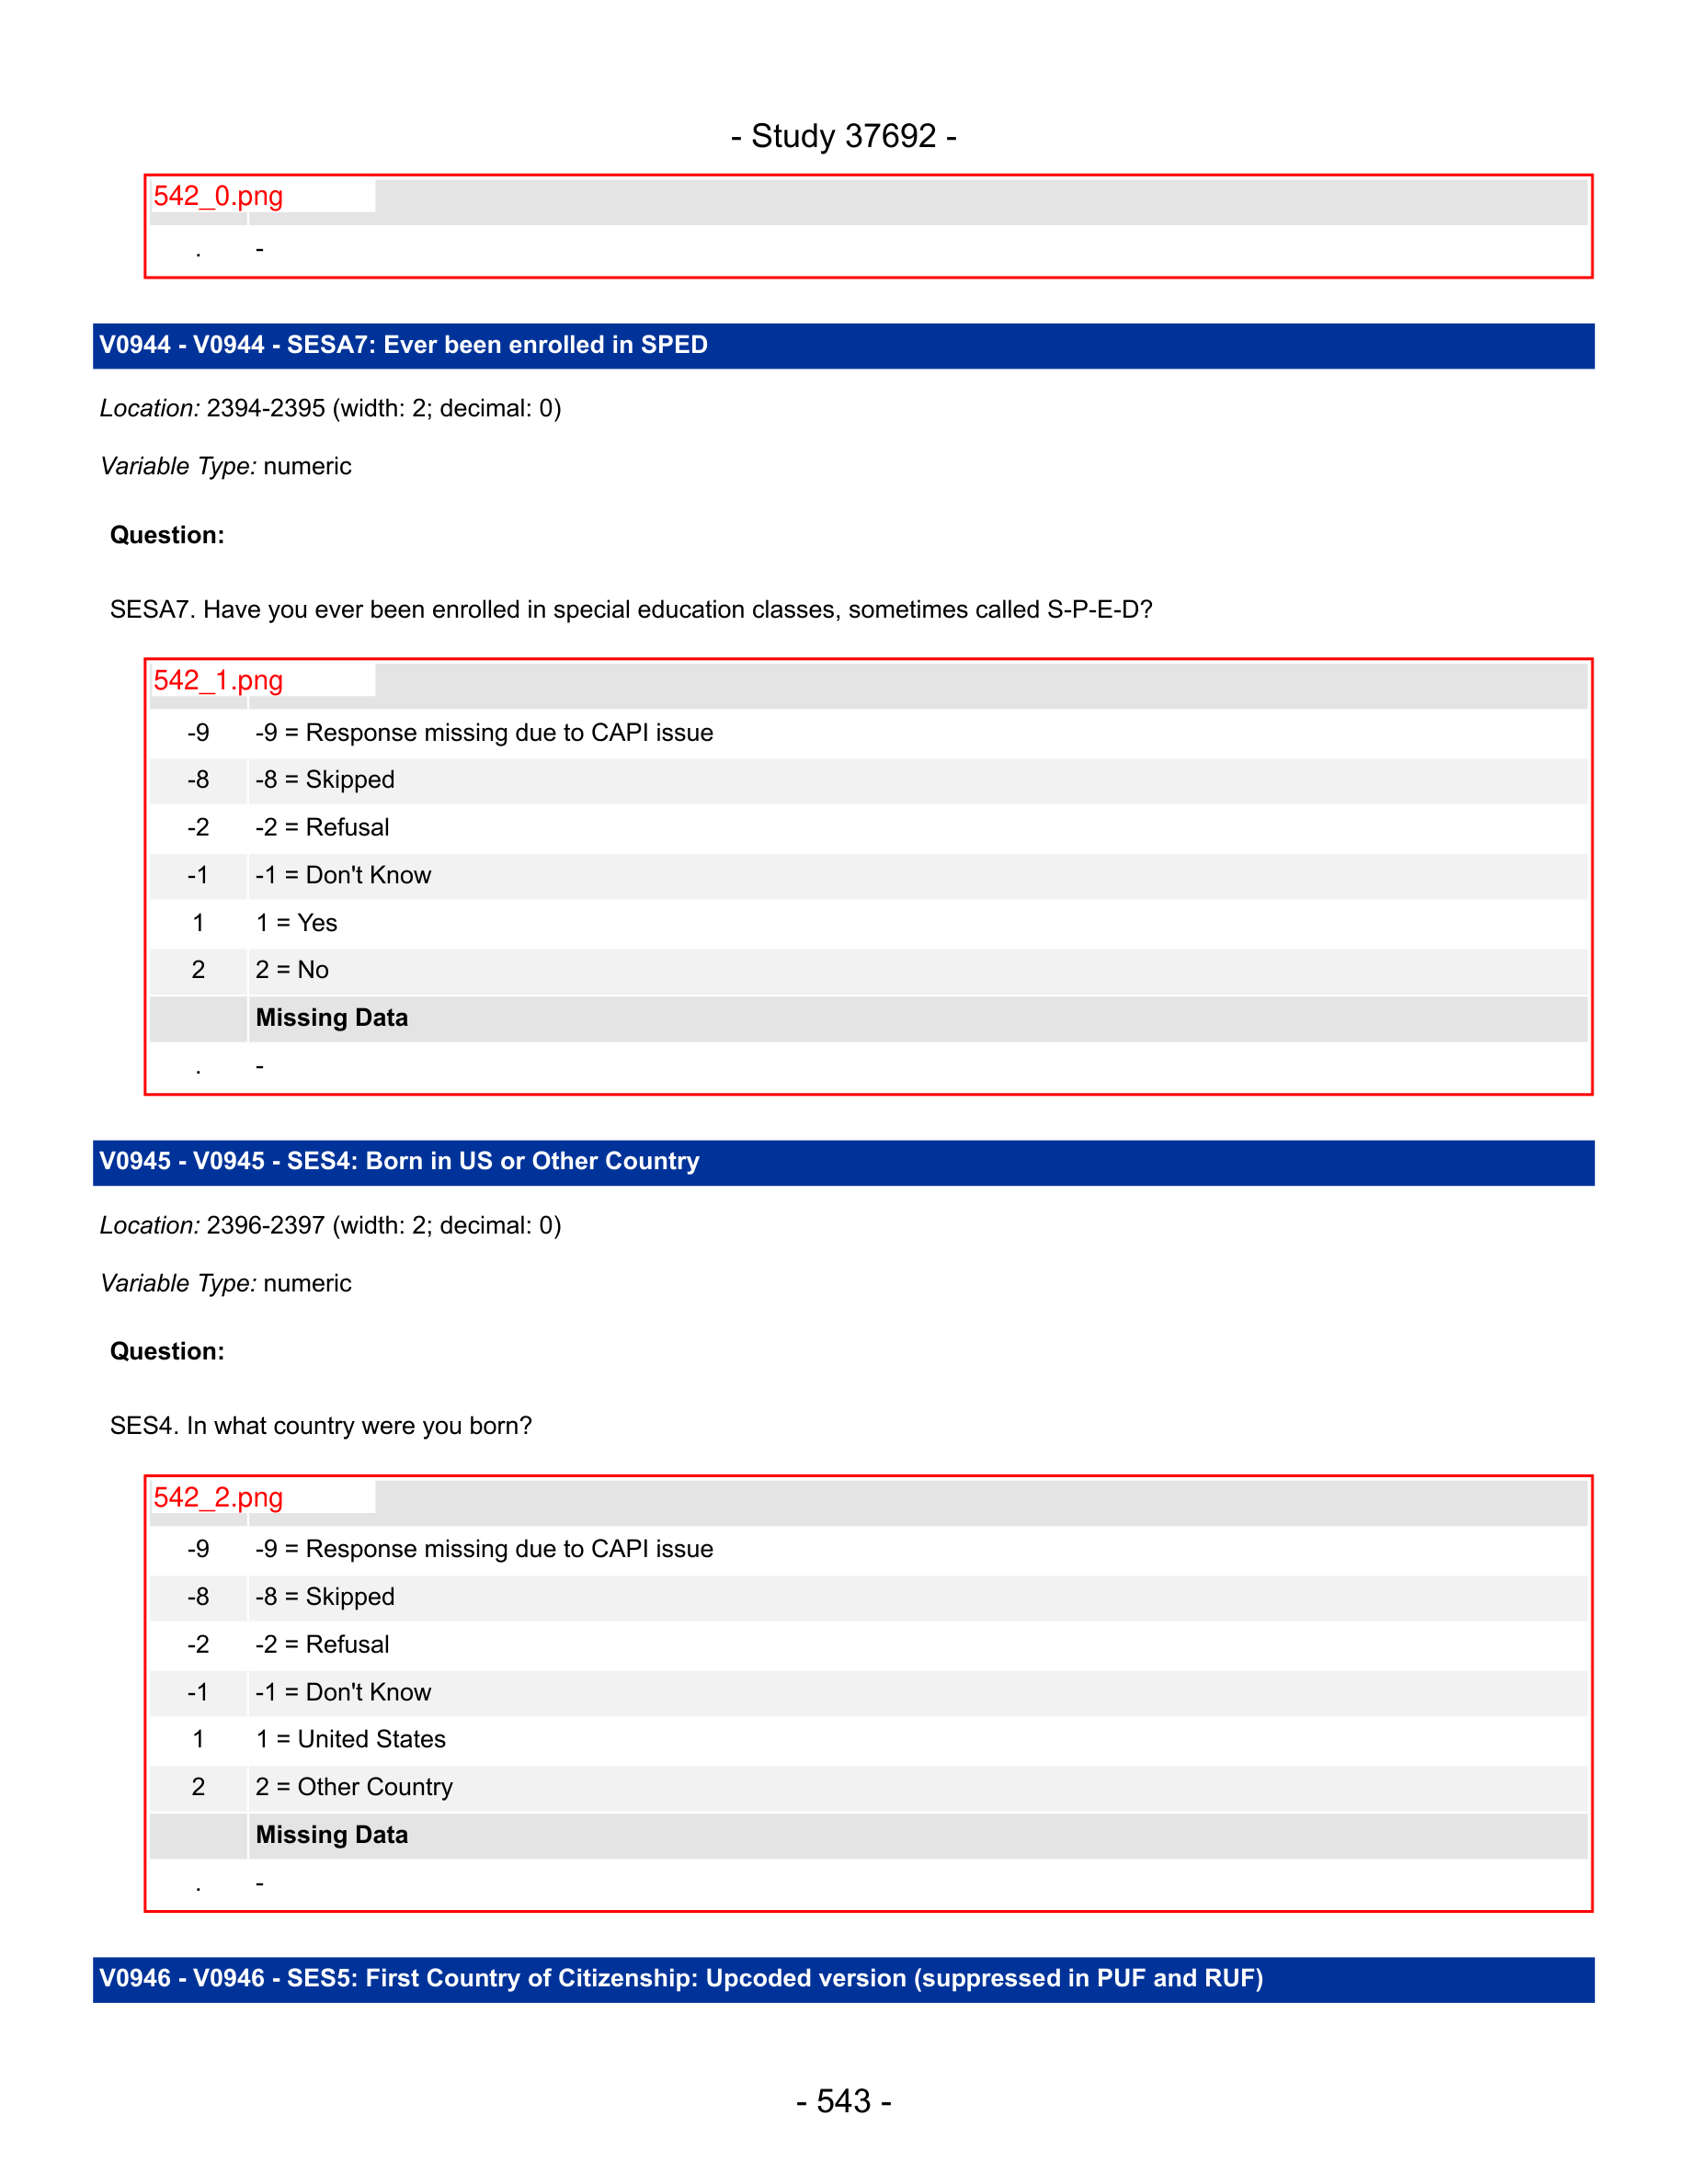 - Study 37692 -
542_0.png
. -
V0944 - V0944 - SESA7: Ever been enrolled in SPED
Location: 2394-2395 (width: 2; decimal: 0)
Variable Type: numeric
Question:
SESA7. Have you ever been enrolled in special education classes, sometimes called S-P-E-D?
542_1.png
-9 -9 = Response missing due to CAPI issue
-8 -8 = Skipped
-2 -2 = Refusal
-1 -1 = Don't Know
1 1 = Yes
2 2 = No
Missing Data
. -
V0945 - V0945 - SES4: Born in US or Other Country
Location: 2396-2397 (width: 2; decimal: 0)
Variable Type: numeric
Question:
SES4. In what country were you born?
542_2.png
-9 -9 = Response missing due to CAPI issue
-8 -8 = Skipped
-2 -2 = Refusal
-1 -1 = Don't Know
1 1 = United States
2 2 = Other Country
Missing Data
. -
V0946 - V0946 - SES5: First Country of Citizenship: Upcoded version (suppressed in PUF and RUF)
- 543 -